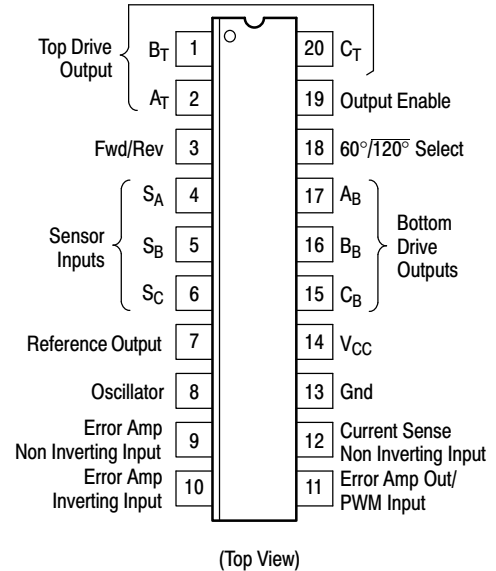 Top Drive
Output
B_T 1
A_T 2
Fwd/Rev 3
Sensor
Inputs
S_A 4
S_B 5
S_C 6
Reference Output 7
Oscillator 8
Error Amp
Non Inverting Input 9
Error Amp
Inverting Input 10
20 C_T
19 Output Enable
18 60°/120° Select
17 A_B
16 B_B
15 C_B
Bottom
Drive
Outputs
14 V_CC
13 Gnd
12 Current Sense
Non Inverting Input
11 Error Amp Out/
PWM Input
(Top View)